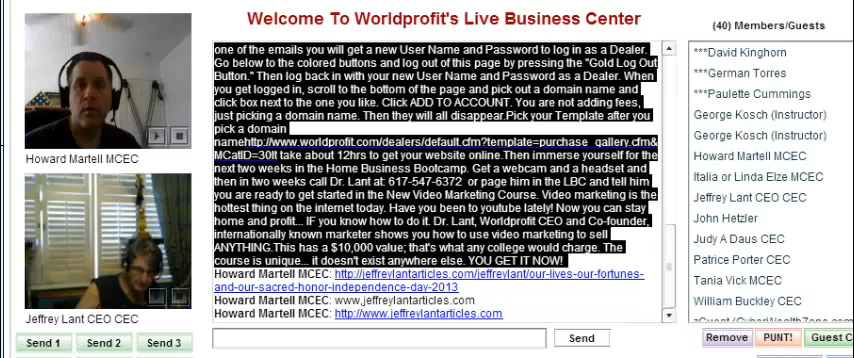 Welcome To Worldprofit's Live Business Center
(40) Members/Guests
Howard Martell MCEC
Jeffrey Lant CEO CEC
Send 1
Send 2
Send 3
one of the emails you will get a new User Name and Password to log in as a Dealer.
Go below to the colored buttons and log out of this page by pressing the "Gold Log Out
Button." Then log back in with your new User Name and Password as a Dealer. When
you get logged in, scroll to the bottom of the page and pick out a domain name and
click box next to the one you like. Click ADD TO ACCOUNT. You are not adding fees,
just picking a domain name. Then they will all disappear.Pick your Template after you
pick a domain
namehttp://www.worldprofit.com/dealers/default.cfm?template=purchase_gallery.cfm&
MCatID=30It take about 12hrs to get your website online.Then immerse yourself for the
next two weeks in the Home Business Bootcamp. Get a webcam and a headset and
then in two weeks call Dr. Lant at: 617-547-6372 or page him in the LBC and tell him
you are ready to get started in the New Video Marketing Course. Video marketing is the
hottest thing on the internet today. Have you been to youtube lately! Now you can stay
home and profit... IF you know how to do it. Dr. Lant, Worldprofit CEO and Co-founder,
internationally known marketer shows you how to use video marketing to sell
ANYTHING.This has a $10,000 value; that's what any college would charge. The
course is unique... it doesn't exist anywhere else. YOU GET IT NOW!
Howard Martell MCEC: http://jeffreylantarticles.com/jeffreylant/our-lives-our-fortunes-
and-our-sacred-honor-independence-day-2013
Howard Martell MCEC: www.jeffreylantarticles.com
Howard Martell MCEC: http://www.jeffreylantarticles.com
Send
***David Kinghorn
***German Torres
***Paulette Cummings
George Kosch (Instructor)
George Kosch (Instructor)
Howard Martell MCEC
Italia or Linda Elze MCEC
Jeffrey Lant CEO CEC
John Hetzler
Judy A Daus CEC
Patrice Porter CEC
Tania Vick MCEC
William Buckley CEC
Remove
PUNT!
Guest C